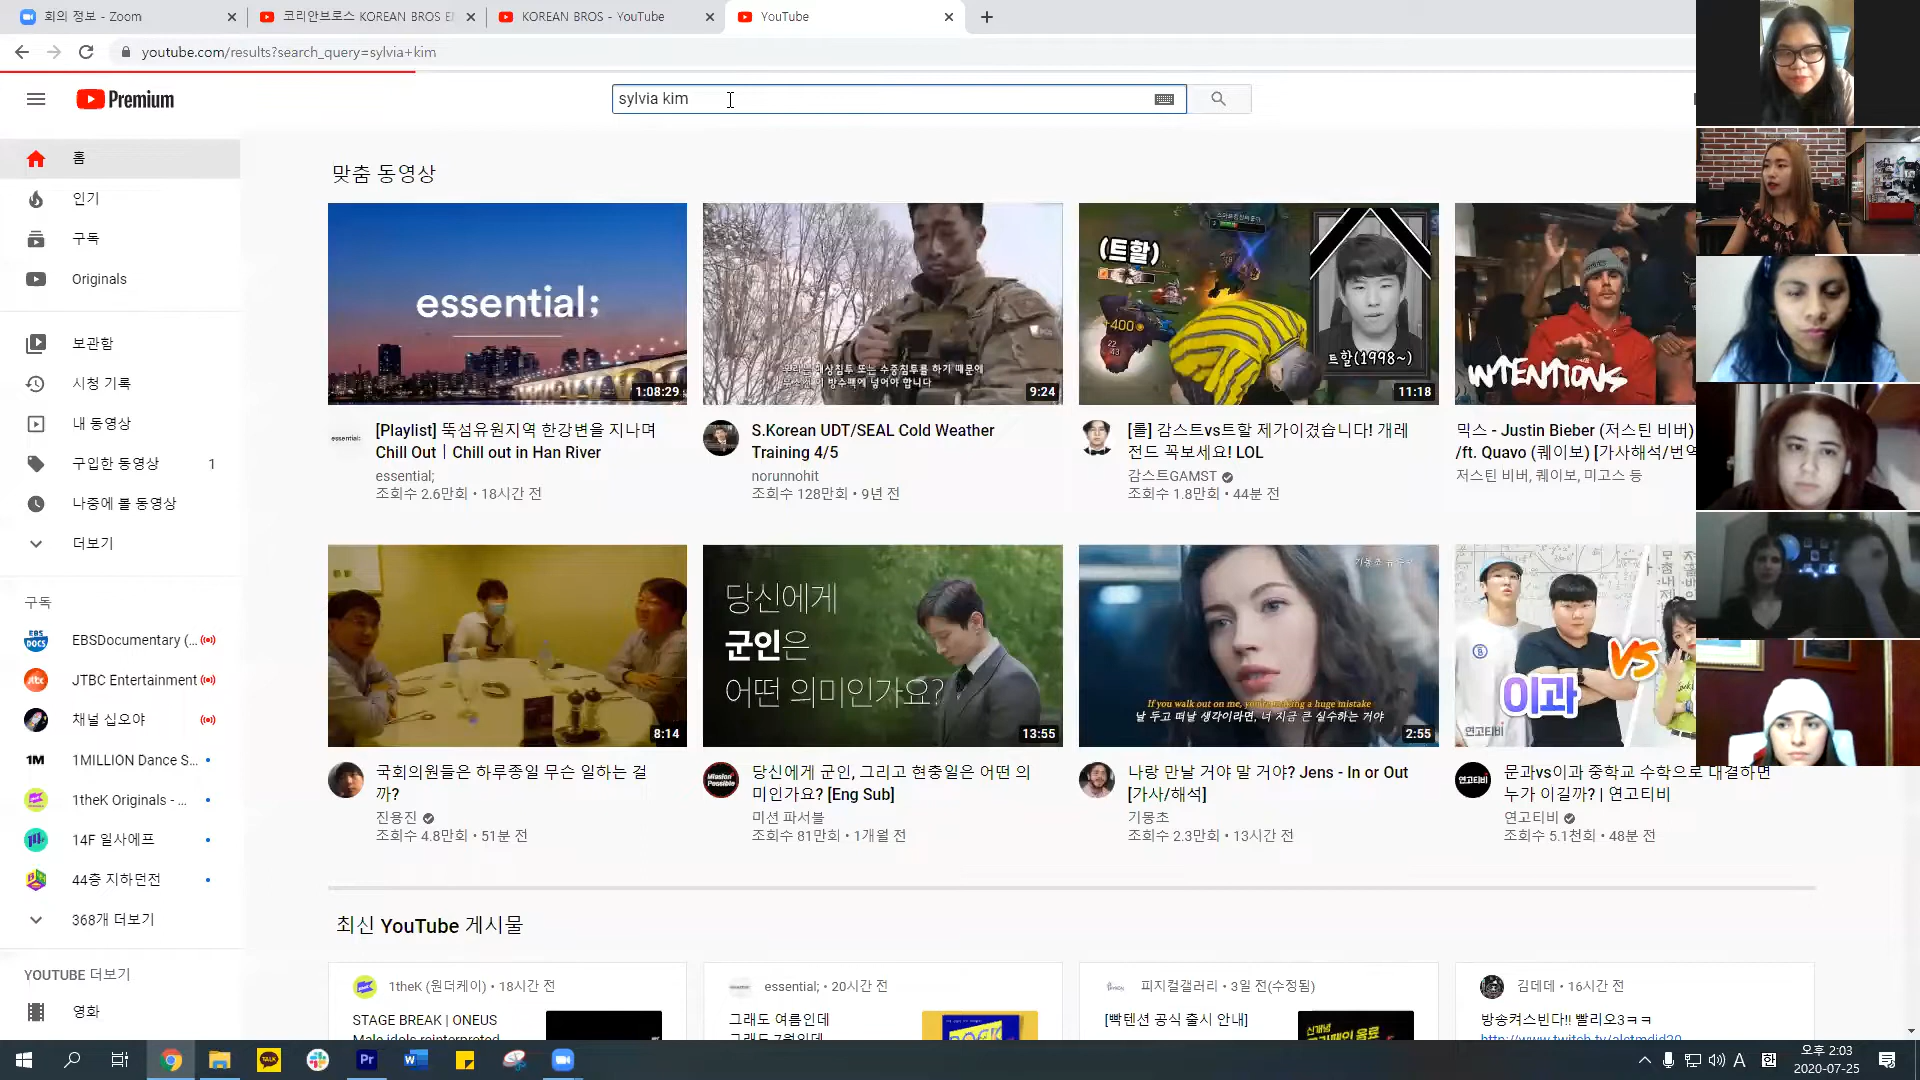 회의 정보 - Zoom
코리안브로스 KOREAN BROS
KOREAN BROS - YouTube
YouTube
youtube.com/results?search_query=sylvia+kim
Premium
sylvia kim
홈
인기
구독
Originals
보관함
시청 기록
내 동영상
구입한 동영상 1
나중에 볼 동영상
더보기
구독
EBS DOCS
EBSDocumentary (...
JTBC Entertainment
채널 십오야
1M
1MILLION Dance S...
1theK Originals - ...
14F 일사에프
44층 지하던전
368개 더보기
YOUTUBE 더보기
영화
맞춤 동영상
essential;
1:08:29
[Playlist] 뚝섬유원지역 한강변을 지나며
Chill Out | Chill out in Han River
essential;
essential;
조회수 2.6만회 • 18시간 전
9:24
S.Korean UDT/SEAL Cold Weather
Training 4/5
norunnohit
조회수 128만회 • 9년 전
(트할)
+400
22
43
트할(1998~)
11:18
[롤] 감스트vs트할 제가이겼습니다! 개레
전드 꼭보세요! LOL
감스트GAMST
조회수 1.8만회 • 44분 전
INTENTIONS
믹스 - Justin Bieber (저스틴 비버)
/ft. Quavo (퀘이보) [가사해석/번역
저스틴 비버, 퀘이보, 미고스 등
8:14
국회의원들은 하루종일 무슨 일하는 걸
까?
진용진
조회수 4.8만회 • 51분 전
당신에게
군인은
어떤 의미인가요?
13:55
Mission Possible
당신에게 군인, 그리고 현충일은 어떤 의
미인가요? [Eng Sub]
미션 파서블
조회수 81만회 • 1개월 전
If you walk out on me, you're making a huge mistake
날 두고 떠날 생각이라면, 너 지금 큰 실수하는 거야
2:55
나랑 만날 거야 말 거야? Jens - In or Out
[가사/해석]
기몽초
조회수 2.3만회 • 13시간 전
이과
VS
연고티비
연고티비
문과vs이과 중학교 수학으로 대결하면
누가 이길까? | 연고티비
연고티비
조회수 5.1천회 • 48분 전
최신 YouTube 게시물
1theK (원더케이) • 18시간 전
STAGE BREAK | ONEUS
Male idols reinterpreted
essential; • 20시간 전
그래도 여름인데
그래도 7월인데
피지컬갤러리 • 3일 전(수정됨)
[빡텐션 공식 출시 안내]
김데데 • 16시간 전
방송켜스빈다!! 빨리오3ㅋㅋ
TALK
Pr
A
한
오후 2:03
2020-07-25